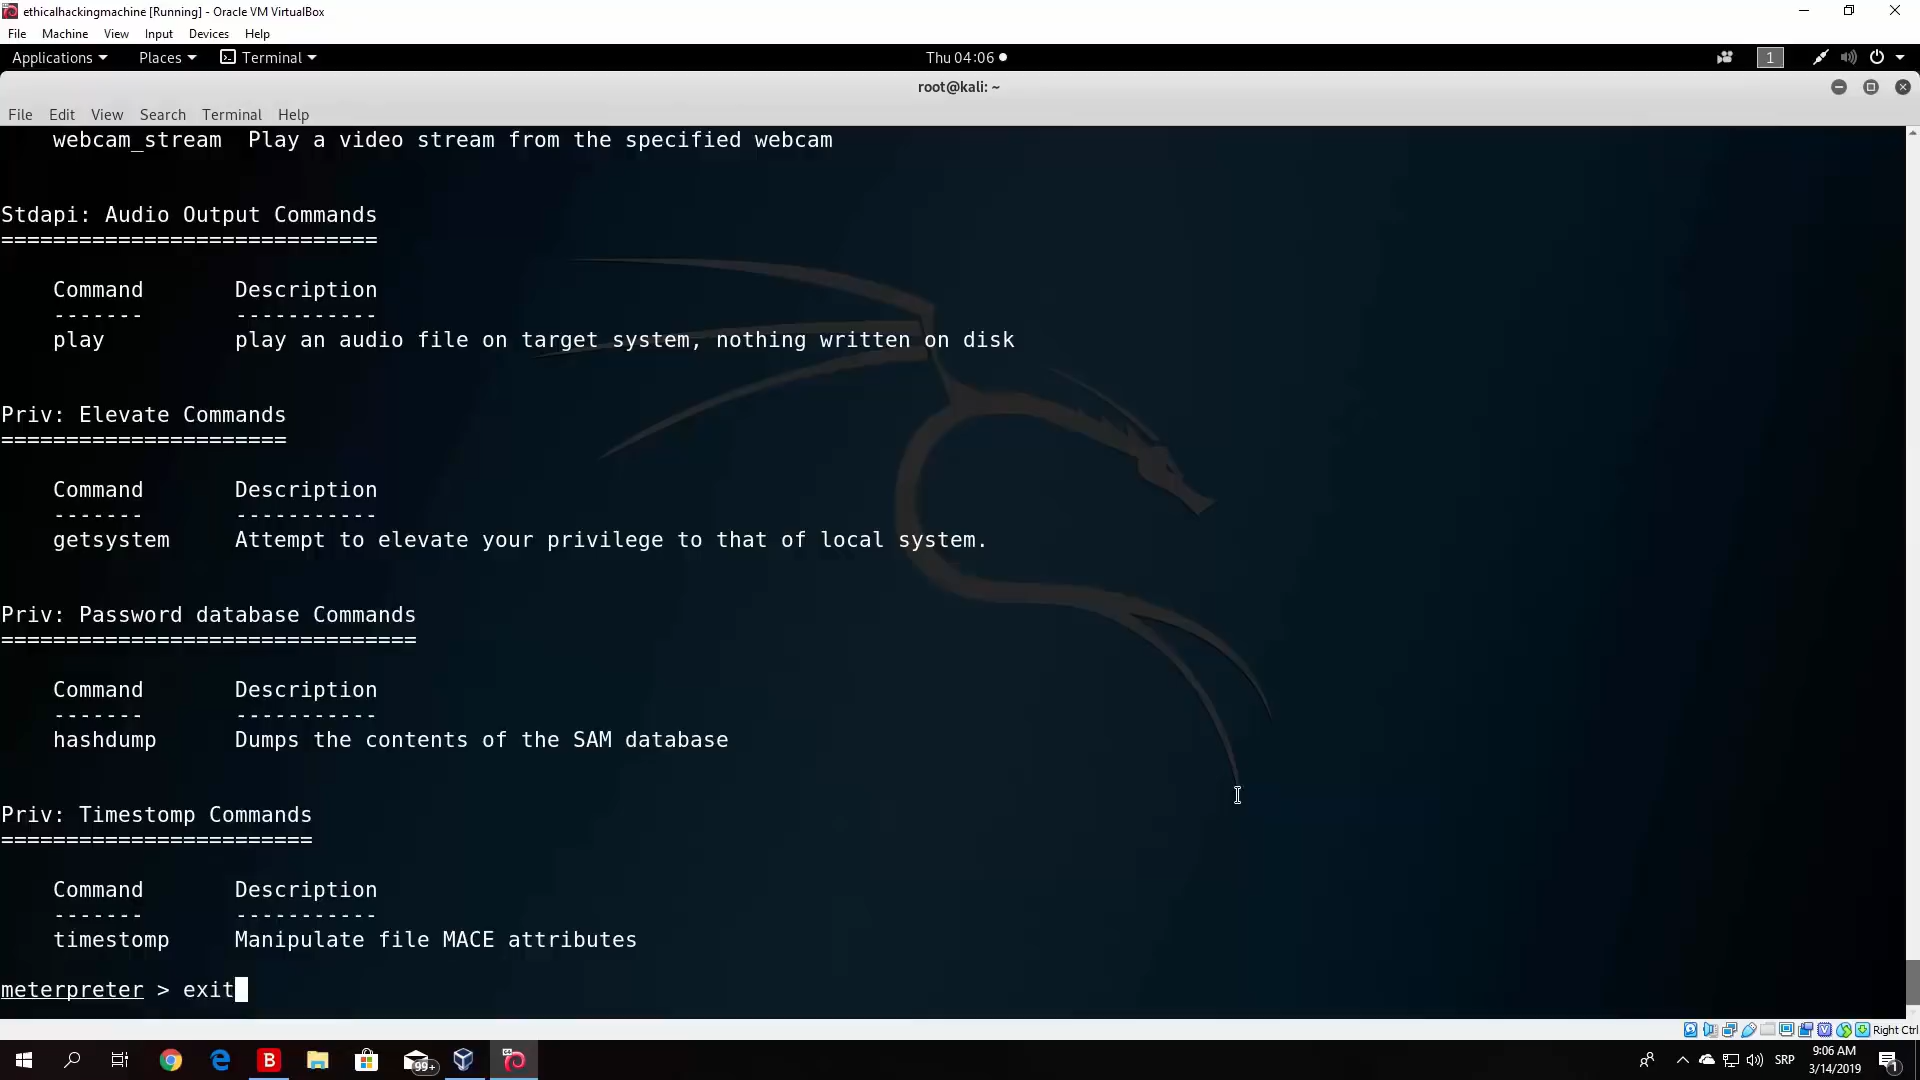 ethicalhackingmachine [Running] - Oracle VM VirtualBox
File Machine View Input Devices Help
Applications Places Terminal Thu 04:06 1
root@kali: ~
File Edit View Search Terminal Help
webcam_stream Play a video stream from the specified webcam
Stdapi: Audio Output Commands
=============================
Command Description
------- -----------
play play an audio file on target system, nothing written on disk
Priv: Elevate Commands
======================
Command Description
------- -----------
getsystem Attempt to elevate your privilege to that of local system.
Priv: Password database Commands
================================
Command Description
------- -----------
hashdump Dumps the contents of the SAM database
Priv: Timestomp Commands
========================
Command Description
------- -----------
timestomp Manipulate file MACE attributes
meterpreter > exit
Right Ctrl
B 99+ SRP 9:06 AM 1
3/14/2019